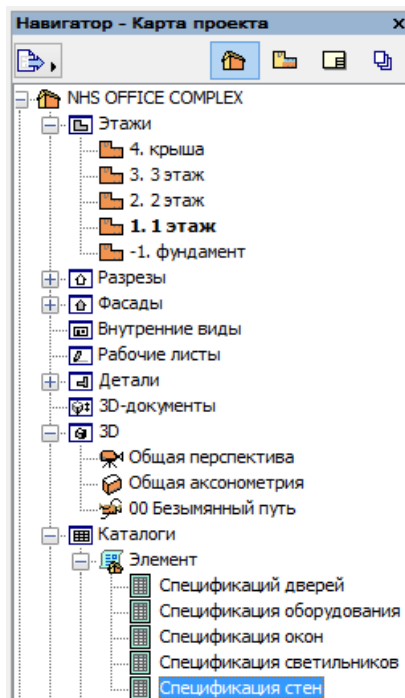 Навигатор - Карта проекта
NHS OFFICE COMPLEX
Этажи
4. крыша
3. 3 этаж
2. 2 этаж
1. 1 этаж
-1. фундамент
Разрезы
Фасады
Внутренние виды
Рабочие листы
Детали
3D-документы
3D
Общая перспектива
Общая аксонометрия
00 Безымянный путь
Каталоги
Элемент
Спецификаций дверей
Спецификация оборудования
Спецификация окон
Спецификация светильников
Спецификация стен